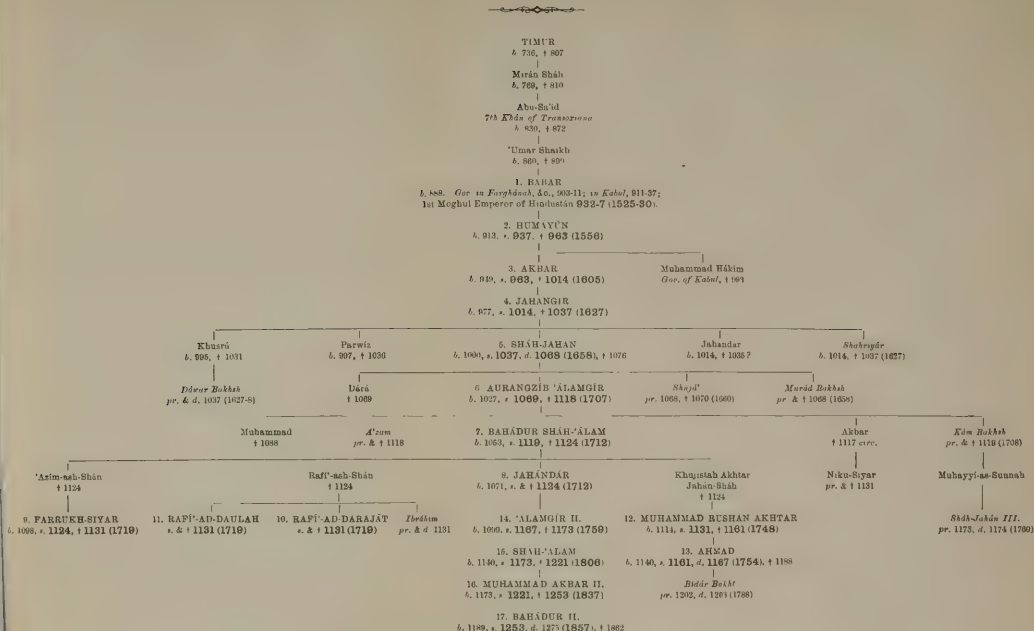 TIMUR
b 736, † 807
Mirán Sháh
b. 769, † 810
Abu-Sa'id
7th Khán of Transoxiana
b 830, † 872
'Umar Shaikh
b. 860, † 899
1. BABAR
b. 888. Gov in Farghánah, &c., 903-11; in Kabul, 911-37;
1st Moghul Emperor of Hindustán 932-7 (1525-30).
2. HUMAYÚN
b. 913, s. 937, † 963 (1556)
3. AKBAR
b. 949, s. 963, † 1014 (1605)
Muhammad Hákim
Gov. of Kabul, † 993
4. JAHANGIR
b. 977, s. 1014, † 1037 (1627)
Khusrú
b. 995, † 1031
Parwíz
b. 997, † 1036
5. SHÁH-JAHAN
b. 1000, s. 1037, d. 1068 (1658), † 1076
Jahandar
b. 1014, † 1035?
Shahriyár
b. 1014, † 1037 (1627)
Dáwar Bakhsh
pr. & d, 1037 (1627-8)
Dárá
† 1069
6 AURANGZÍB 'ÁLAMGÍR
b. 1027, s 1069, † 1118 (1707)
Shujá'
pr. 1068, † 1070 (1660)
Murád Bakhsh
pr & † 1068 (1658)
Muhammad
† 1088
A'zam
pr. & † 1118
7. BAHÁDUR SHÁH-'ÁLAM
b. 1053, s. 1119, † 1124 (1712)
Akbar
† 1117 circ.
Kám Bakhsh
pr. & † 1119 (1708)
'Azím-ash-Shán
† 1124
Rafí'-ash-Shán
† 1124
8. JAHÁNDÁR
b. 1071, s. & † 1124 (1712)
Khujistah Akhtar
Jahán-Sháh
† 1124
Niku-Siyar
pr. & † 1131
Muhayyi-as-Sunnah
9. FARRUKH-SIYAR
b. 1098, s. 1124, † 1131 (1719)
11. RAFÍ'-AD-DAULAH
s. & † 1131 (1719)
10. RAFÍ'-AD-DARAJÁT
s. & † 1131 (1719)
Ibráhím
pr. & d 1131
14. 'ALAMGÍR II.
b. 1099, s. 1167, † 1173 (1759)
12. MUHAMMAD RUSHAN AKHTAR
b. 1114, s. 1131, † 1161 (1748)
Sháh-Jahán III.
pr. 1173, d. 1174 (1760)
15. SHAH-'ALAM
b. 1140, s 1173, † 1221 (1806)
13. AHMAD
b. 1140, s. 1161, d. 1167 (1754), † 1188
16. MUHAMMAD AKBAR II.
b. 1173, s 1221, † 1253 (1837)
Bidár Bakht
pr. 1202, d. 1203 (1788)
17. BAHÁDUR II.
b. 1189, s. 1253, d. 1275 (1857), † 1862